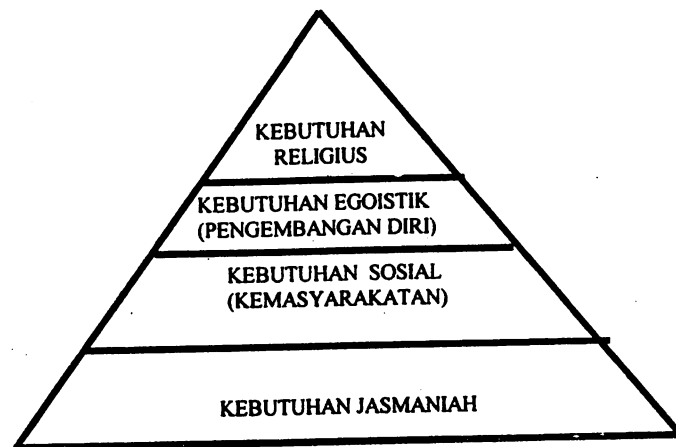 KEBUTUHAN
RELIGIUS
KEBUTUHAN EGOISTIK
(PENGEMBANGAN DIRI)
KEBUTUHAN SOSIAL
(KEMASYARAKATAN)
KEBUTUHAN JASMANIAH